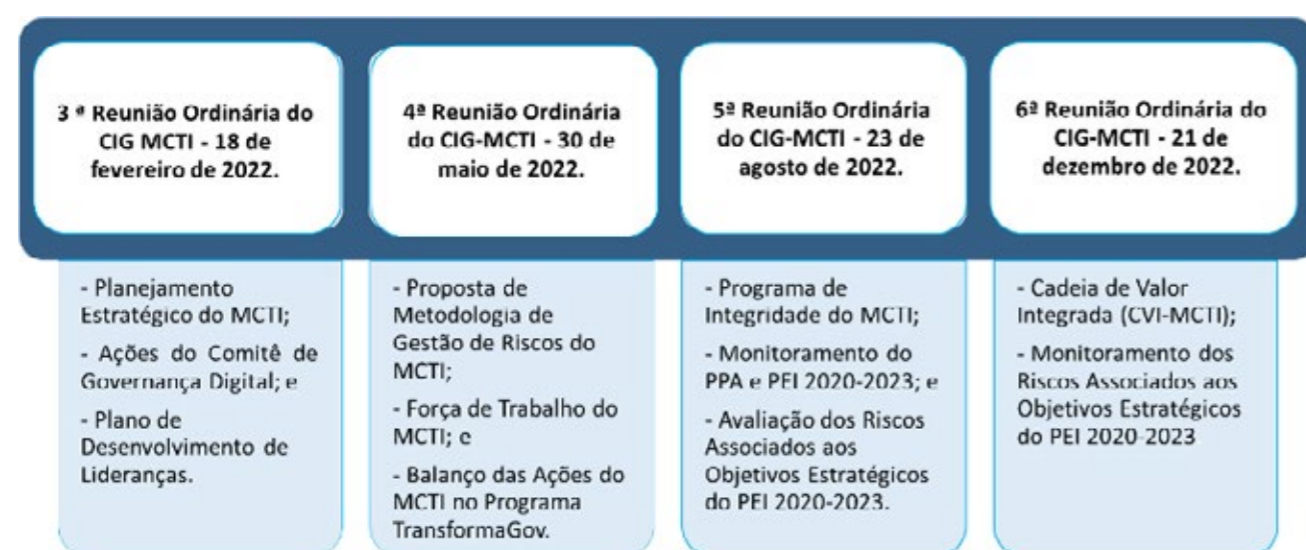 3 ª Reunião Ordinária do
CIG MCTI - 18 de
fevereiro de 2022.
- Planejamento
Estratégico do MCTI;
- Ações do Comitê de
Governança Digital; e
- Plano de
Desenvolvimento de
Lideranças.
4ª Reunião Ordinária
do CIG-MCTI - 30 de
maio de 2022.
- Proposta de
Metodologia de
Gestão de Riscos do
MCTI;
- Força de Trabalho do
MCTI; e
- Balanço das Ações do
MCTI no Programa
TransformaGov.
5ª Reunião Ordinária
do CIG-MCTI - 23 de
agosto de 2022.
- Programa de
Integridade do MCTI;
- Monitoramento do
PPA e PEI 2020-2023; e
- Avaliação dos Riscos
Associados aos
Objetivos Estratégicos
do PEI 2020-2023.
6ª Reunião Ordinária do
CIG-MCTI - 21 de
dezembro de 2022.
- Cadeia de Valor
Integrada (CVI-MCTI);
- Monitoramento dos
Riscos Associados aos
Objetivos Estratégicos
do PEI 2020-2023